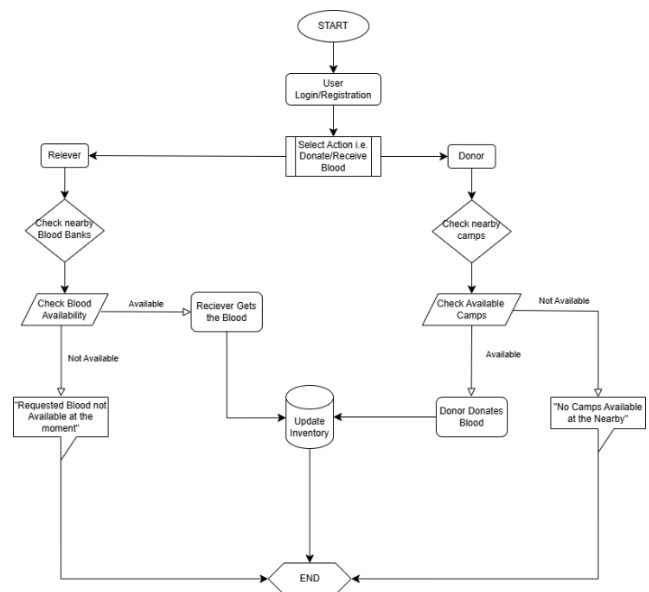 START
User
Login/Registration
Select Action i.e.
Donate/Receive
Blood
Reiever
Donor
Check nearby
Blood Banks
Check nearby
camps
Check Blood
Availability
Available
Reciever Gets
the Blood
Check Available
Camps
Not Available
Not Available
Available
"Requested Blood not
Available at the
moment"
Update
Inventory
Donor Donates
Blood
"No Camps Available
at the Nearby"
END